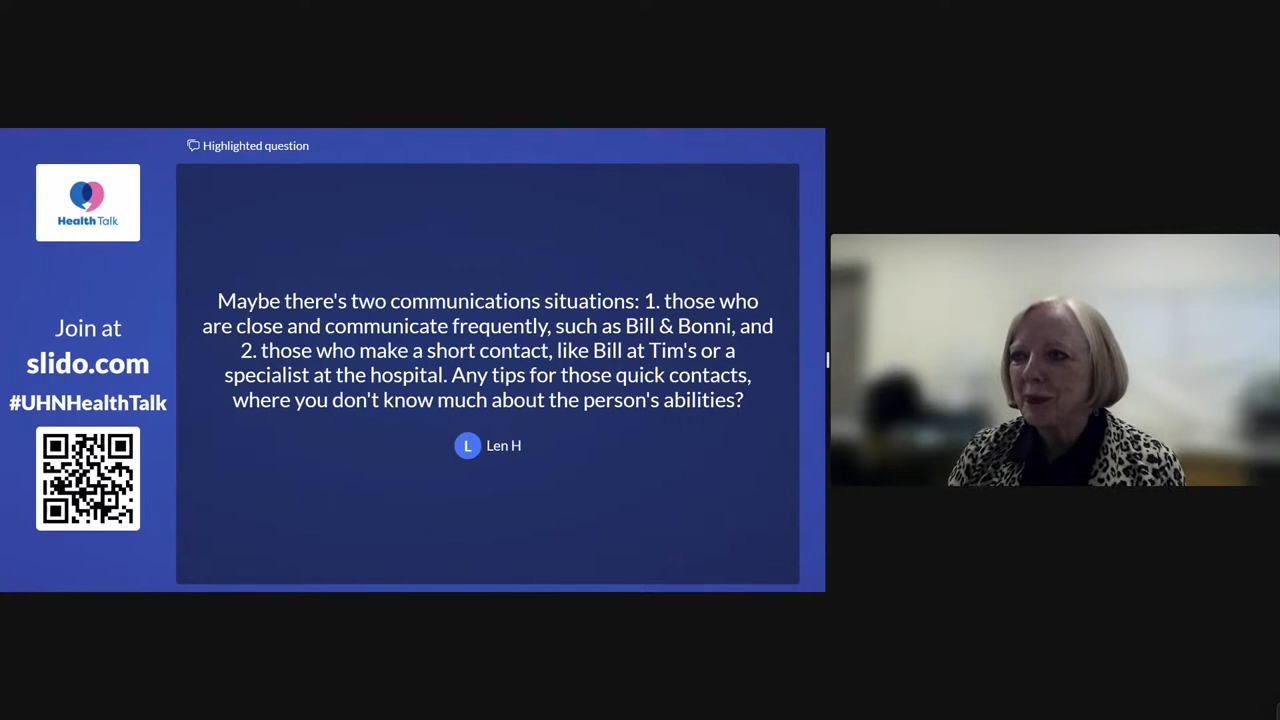 Highlighted question
Health Talk
Join at
slido.com
#UHNHealthTalk
Maybe there's two communications situations: 1. those who
are close and communicate frequently, such as Bill & Bonni, and
2. those who make a short contact, like Bill at Tim's or a
specialist at the hospital. Any tips for those quick contacts,
where you don't know much about the person's abilities?
L Len H